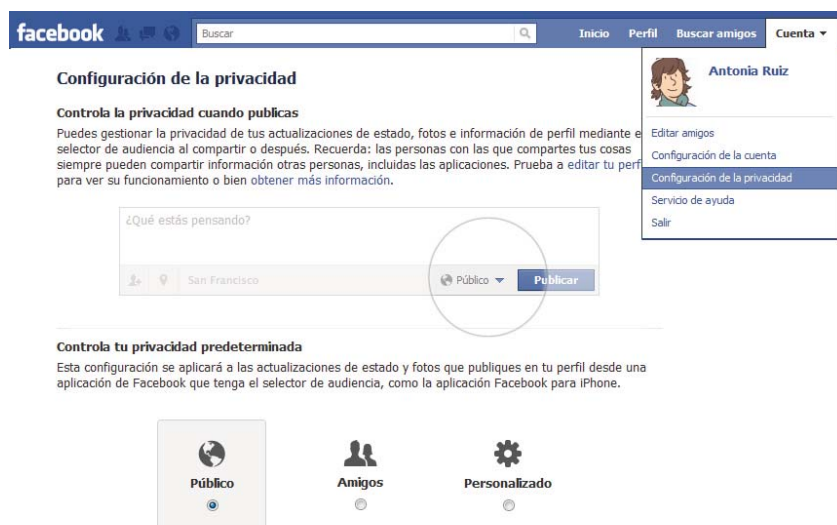 facebook
Buscar
Inicio Perfil Buscar amigos Cuenta
Antonia Ruiz
Editar amigos
Configuración de la cuenta
Configuración de la privacidad
Servicio de ayuda
Salir
Configuración de la privacidad
Controla la privacidad cuando publicas
Puedes gestionar la privacidad de tus actualizaciones de estado, fotos e información de perfil mediante e
selector de audiencia al compartir o después. Recuerda: las personas con las que compartes tus cosas
siempre pueden compartir información otras personas, incluidas las aplicaciones. Prueba a editar tu perf
para ver su funcionamiento o bien obtener más información.
¿Qué estás pensando?
San Francisco
Público
Publicar
Controla tu privacidad predeterminada
Esta configuración se aplicará a las actualizaciones de estado y fotos que publiques en tu perfil desde una
aplicación de Facebook que tenga el selector de audiencia, como la aplicación Facebook para iPhone.
Público Amigos Personalizado